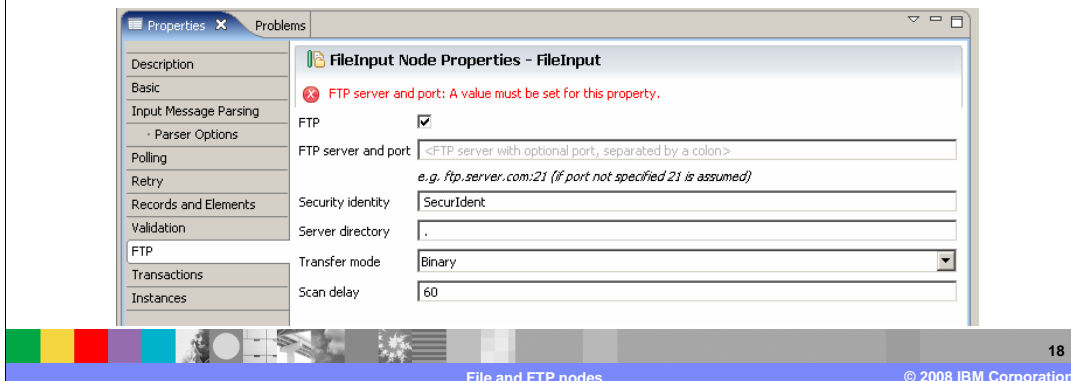 Properties Problems
FileInput Node Properties - FileInput
FTP server and port: A value must be set for this property.
Description
Basic
Input Message Parsing
· Parser Options
Polling
Retry
Records and Elements
Validation
FTP
Transactions
Instances
FTP
FTP server and port <FTP server with optional port, separated by a colon>
e.g. ftp.server.com:21 (if port not specified 21 is assumed)
Security identity SecurIdent
Server directory .
Transfer mode Binary
Scan delay 60
18
File and FTP nodes © 2008 IBM Corporation